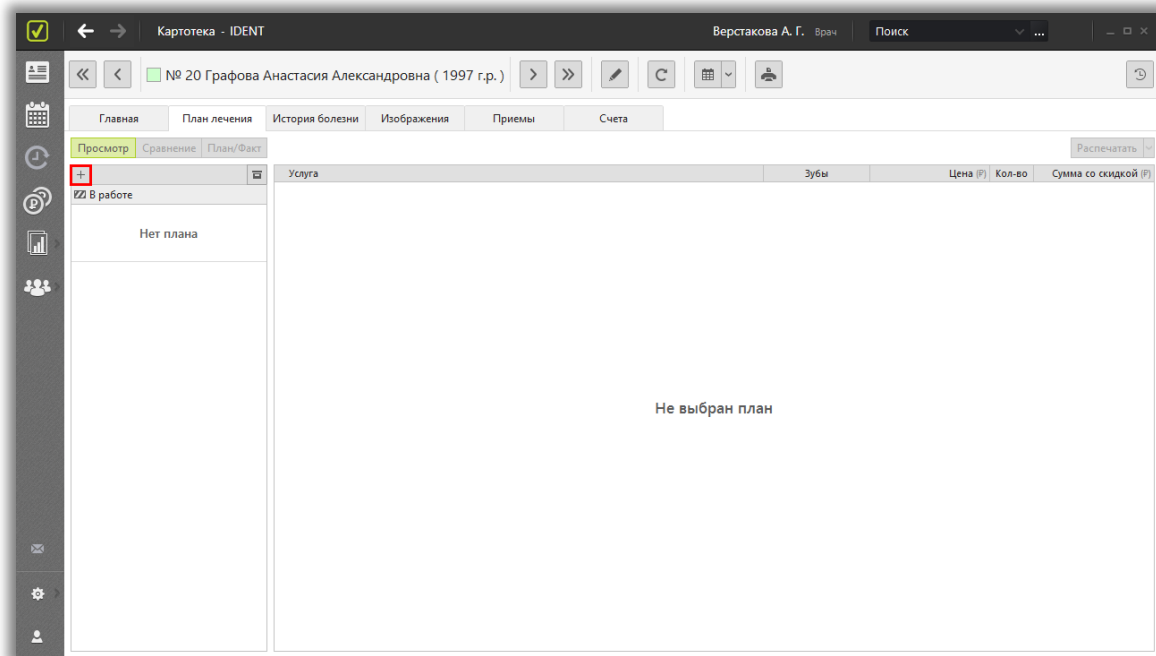 Картотека - IDENT Верстакова А. Г. Врач Поиск ...
№ 20 Графова Анастасия Александровна ( 1997 г.р. )
Главная План лечения История болезни Изображения Приемы Счета
Просмотр Сравнение План/Факт Распечатать
+ Услуга Зубы Цена (₽) Кол-во Сумма со скидкой (₽)
В работе
Нет плана
Не выбран план